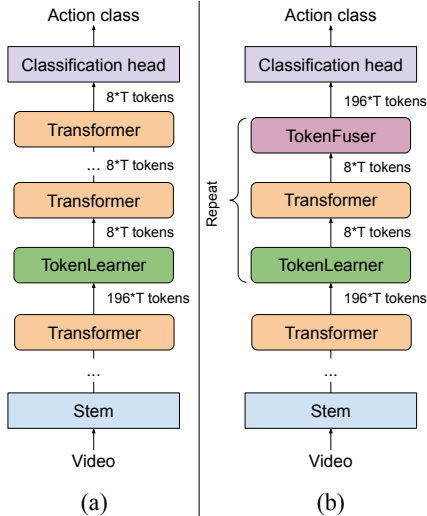 Action class
Classification head
8*T tokens
Transformer
... 8*T tokens
Transformer
8*T tokens
TokenLearner
196*T tokens
Transformer
...
Stem
Video
(a)
Action class
Classification head
196*T tokens
TokenFuser
8*T tokens
Repeat
Transformer
8*T tokens
TokenLearner
196*T tokens
Transformer
...
Stem
Video
(b)